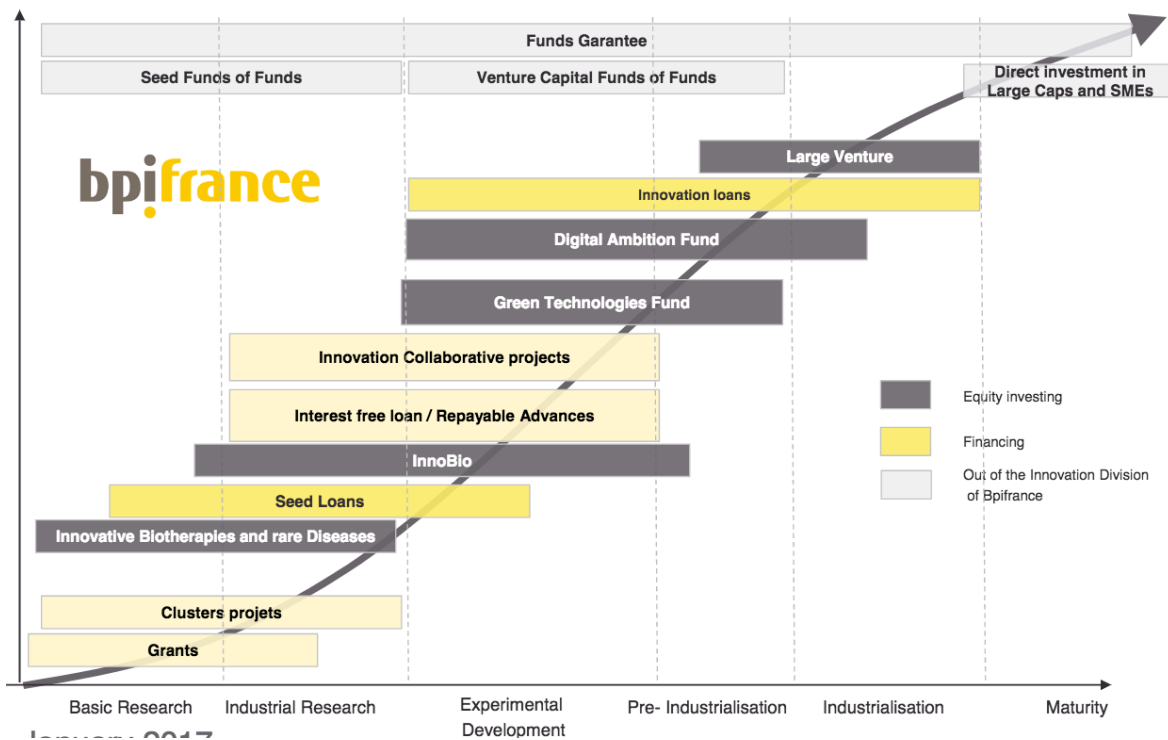 Funds Garantee
Seed Funds of Funds
Venture Capital Funds of Funds
Direct investment in
Large Caps and SMEs
bpifrance
Large Venture
Innovation loans
Digital Ambition Fund
Green Technologies Fund
Innovation Collaborative projects
Interest free loan / Repayable Advances
InnoBio
Seed Loans
Innovative Biotherapies and rare Diseases
Clusters projets
Grants
Equity investing
Financing
Out of the Innovation Division
of Bpifrance
Basic Research
Industrial Research
Experimental
Development
Pre- Industrialisation
Industrialisation
Maturity
January 2017